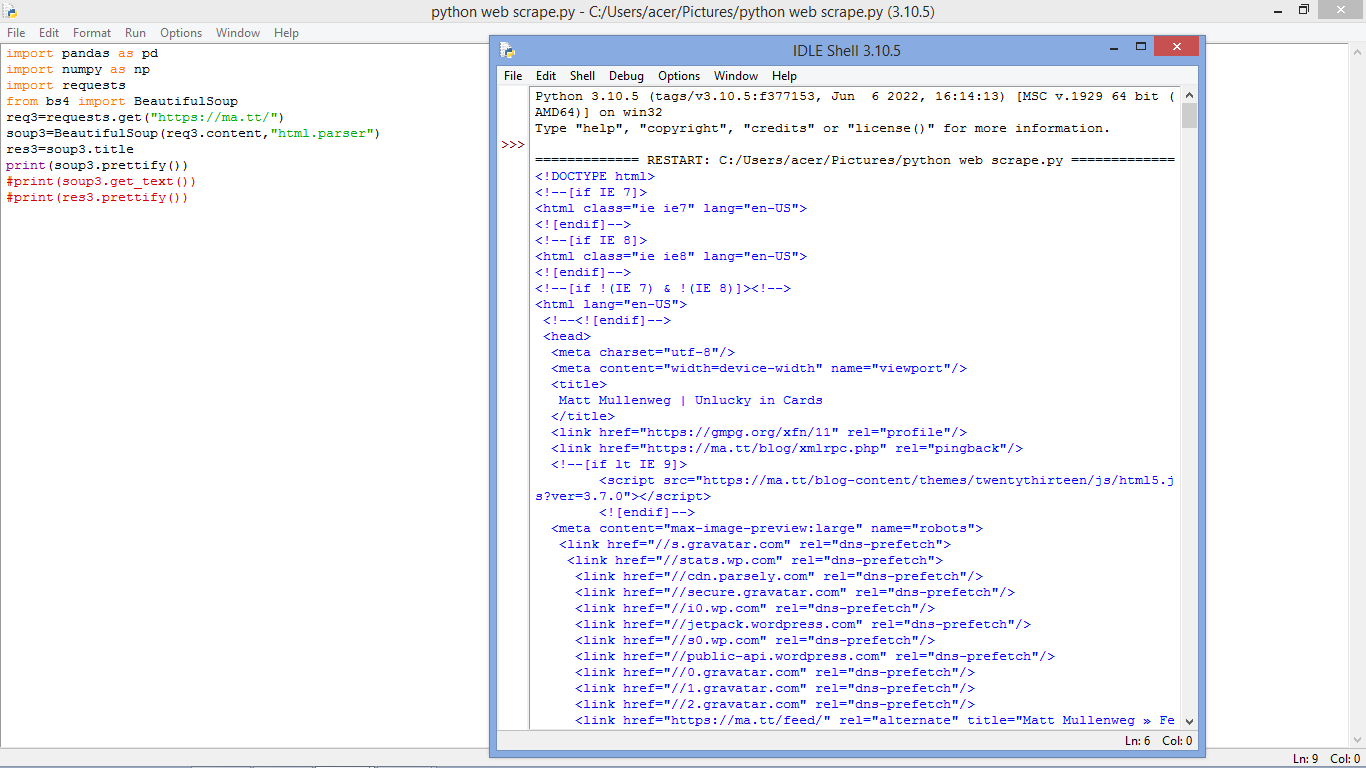 python web scrape.py - C:/Users/acer/Pictures/python web scrape.py (3.10.5)
File Edit Format Run Options Window Help
import pandas as pd
import numpy as np
import requests
from bs4 import BeautifulSoup
req3=requests.get("https://ma.tt/")
soup3=BeautifulSoup(req3.content,"html.parser")
res3=soup3.title
print(soup3.prettify())
#print(soup3.get_text())
#print(res3.prettify())
IDLE Shell 3.10.5
File Edit Shell Debug Options Window Help
Python 3.10.5 (tags/v3.10.5:f377153, Jun  6 2022, 16:14:13) [MSC v.1929 64 bit (
AMD64)] on win32
Type "help", "copyright", "credits" or "license()" for more information.
>>>
============= RESTART: C:/Users/acer/Pictures/python web scrape.py =============
<!DOCTYPE html>
<!--[if IE 7]>
<html class="ie ie7" lang="en-US">
<![endif]-->
<!--[if IE 8]>
<html class="ie ie8" lang="en-US">
<![endif]-->
<!--[if !(IE 7) & !(IE 8)]><!-->
<html lang="en-US">
 <!--<![endif]-->
 <head>
  <meta charset="utf-8"/>
  <meta content="width=device-width" name="viewport"/>
  <title>
   Matt Mullenweg | Unlucky in Cards
  </title>
  <link href="https://gmpg.org/xfn/11" rel="profile"/>
  <link href="https://ma.tt/blog/xmlrpc.php" rel="pingback"/>
  <!--[if lt IE 9]>
        <script src="https://ma.tt/blog-content/themes/twentythirteen/js/html5.j
s?ver=3.7.0"></script>
        <![endif]-->
  <meta content="max-image-preview:large" name="robots">
   <link href="//s.gravatar.com" rel="dns-prefetch">
    <link href="//stats.wp.com" rel="dns-prefetch">
     <link href="//cdn.parsely.com" rel="dns-prefetch"/>
     <link href="//secure.gravatar.com" rel="dns-prefetch"/>
     <link href="//i0.wp.com" rel="dns-prefetch"/>
     <link href="//jetpack.wordpress.com" rel="dns-prefetch"/>
     <link href="//s0.wp.com" rel="dns-prefetch"/>
     <link href="//public-api.wordpress.com" rel="dns-prefetch"/>
     <link href="//0.gravatar.com" rel="dns-prefetch"/>
     <link href="//1.gravatar.com" rel="dns-prefetch"/>
     <link href="//2.gravatar.com" rel="dns-prefetch"/>
     <link href="https://ma.tt/feed/" rel="alternate" title="Matt Mullenweg » Fe
Ln: 6 Col: 0
Ln: 9 Col: 0